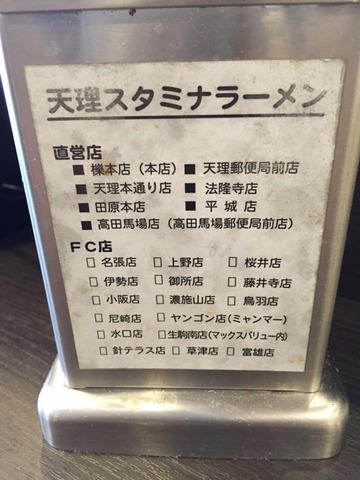 天理スタミナラーメン
直営店
■ 櫟本店（本店） ■ 天理郵便局前店
■ 天理本通り店 ■ 法隆寺店
■ 田原本店 ■ 平城店
■ 高田馬場店（高田馬場郵便局前店）
ＦＣ店
□ 名張店 □ 上野店 □ 桜井店
□ 伊勢店 □ 御所店 □ 藤井寺店
□ 小阪店 □ 濃施山店 □ 鳥羽店
□ 尼崎店 □ ヤンゴン店（ミャンマー）
□ 水口店 □ 生駒南店（マックスバリュー内）
□ 針テラス店 □ 草津店 □ 富雄店